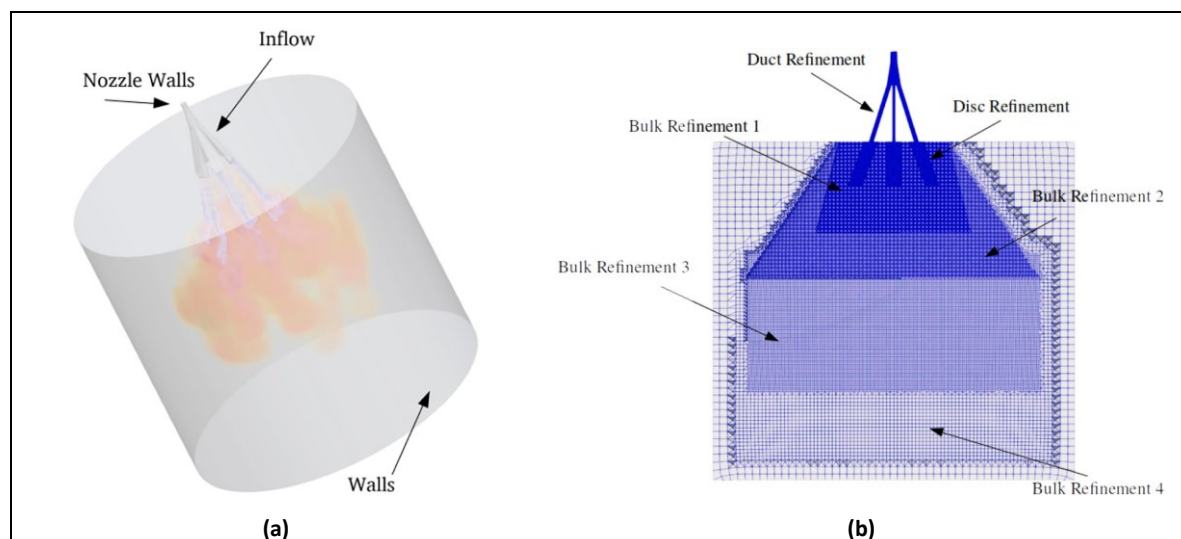 Inflow
Nozzle Walls
Walls
(a)
Duct Refinement
Disc Refinement
Bulk Refinement 1
Bulk Refinement 2
Bulk Refinement 3
Bulk Refinement 4
(b)